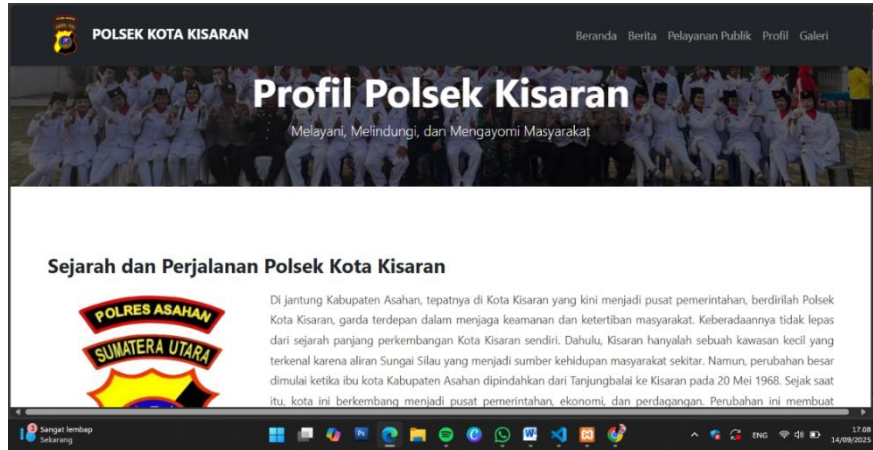 POLSEK KOTA KISARAN
Beranda Berita Pelayanan Publik Profil Galeri
Profil Polsek Kisaran
Melayani, Melindungi, dan Mengayomi Masyarakat
Sejarah dan Perjalanan Polsek Kota Kisaran
POLRES ASAHAN
SUMATERA UTARA
Di jantung Kabupaten Asahan, tepatnya di Kota Kisaran yang kini menjadi pusat pemerintahan, berdirilah Polsek
Kota Kisaran, garda terdepan dalam menjaga keamanan dan ketertiban masyarakat. Keberadaannya tidak lepas
dari sejarah panjang perkembangan Kota Kisaran sendiri. Dahulu, Kisaran hanyalah sebuah kawasan kecil yang
terkenal karena aliran Sungai Silau yang menjadi sumber kehidupan masyarakat sekitar. Namun, perubahan besar
dimulai ketika ibu kota Kabupaten Asahan dipindahkan dari Tanjungbalai ke Kisaran pada 20 Mei 1968. Sejak saat
itu, kota ini berkembang menjadi pusat pemerintahan, ekonomi, dan perdagangan. Perubahan ini membuat
3
Sangat lembap
Sekarang
ENG
17.08
14/09/2025